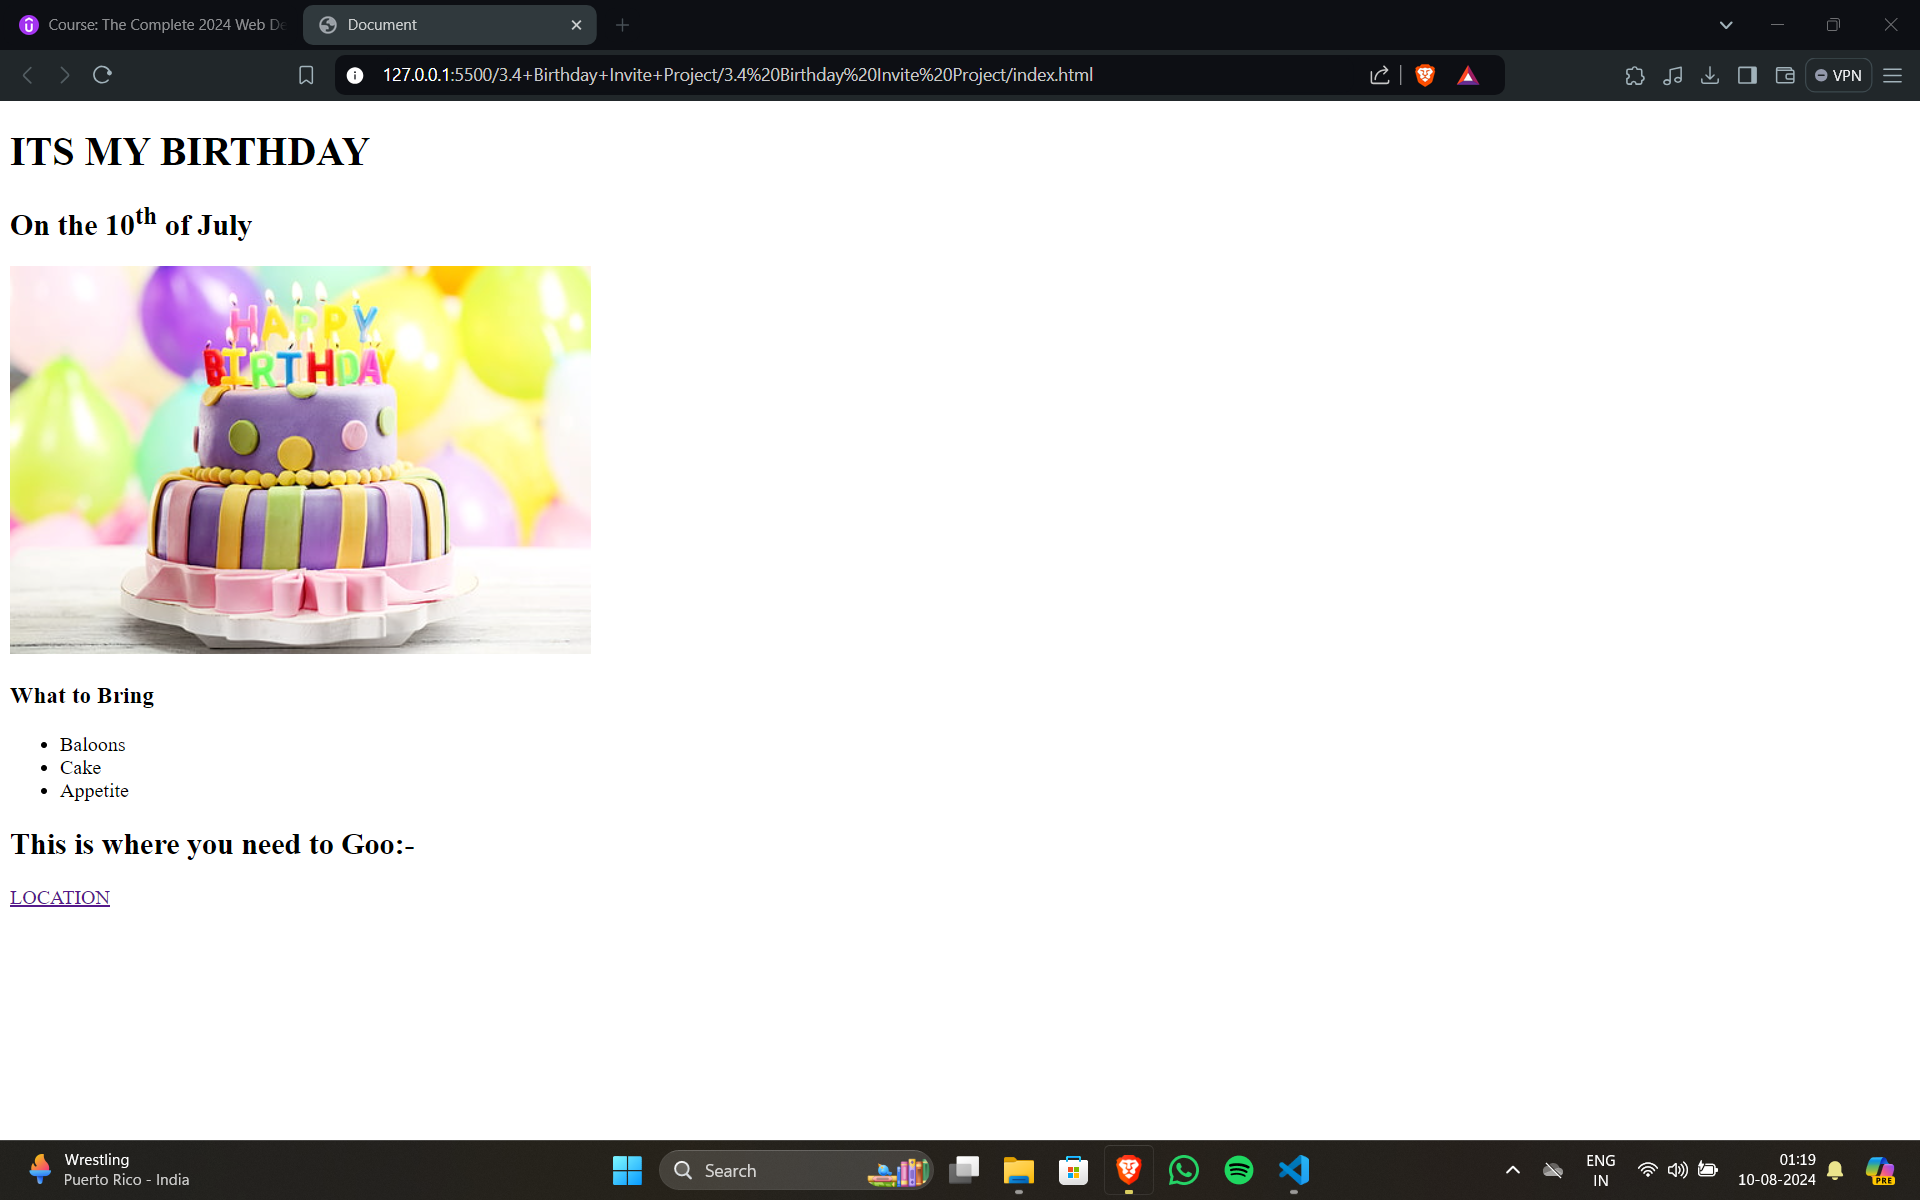 Course: The Complete 2024 Web De
Document
127.0.0.1:5500/3.4+Birthday+Invite+Project/3.4%20Birthday%20Invite%20Project/index.html
VPN
ITS MY BIRTHDAY
On the 10th of July
HAPPY
BIRTHDAY
What to Bring
Baloons
Cake
Appetite
This is where you need to Goo:-
LOCATION
Wrestling
Puerto Rico - India
Search
ENG
IN
01:19
10-08-2024
PRE